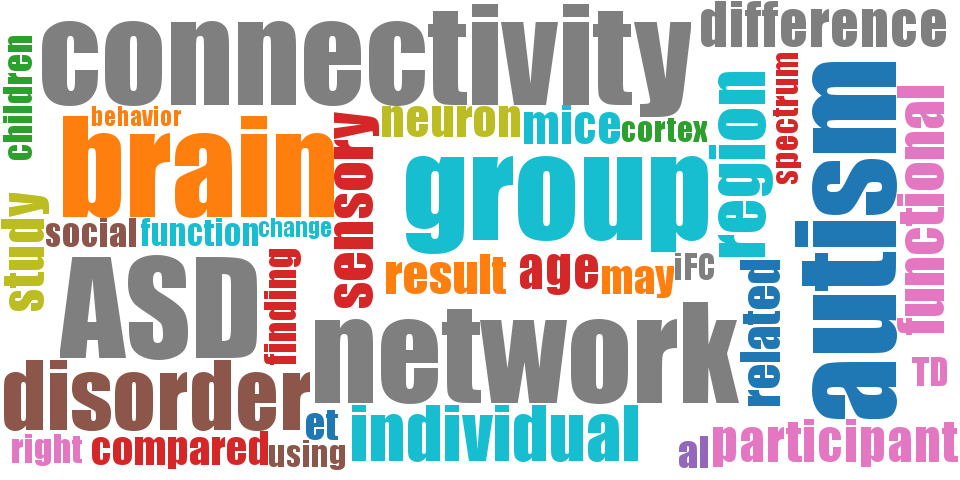 connectivity
difference
children
behavior
neuron
mice
cortex
spectrum
brain
sensory
group
region
autism
functional
study
social
function
change
ASD
finding
result
age
may
iFC
related
network
disorder
TD
individual
et
right
compared
using
al
participant